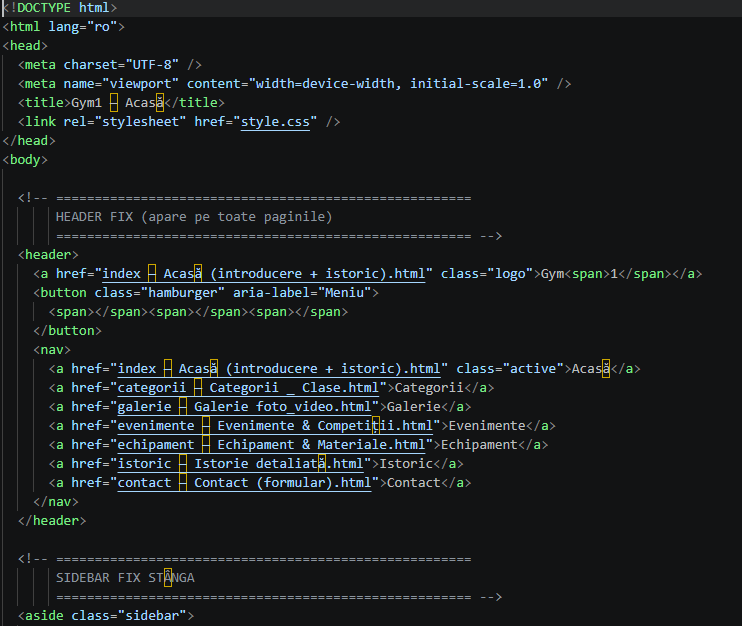 <!DOCTYPE html>
<html lang="ro">
<head>
<meta charset="UTF-8" />
<meta name="viewport" content="width=device-width, initial-scale=1.0" />
<title>Gym1 – Acasă</title>
<link rel="stylesheet" href="style.css" />
</head>
<body>
<!-- ======================================================
HEADER FIX (apare pe toate paginile)
====================================================== -->
<header>
<a href="index – Acasă (introducere + istoric).html" class="logo">Gym<span>1</span></a>
<button class="hamburger" aria-label="Meniu">
<span></span><span></span><span></span>
</button>
<nav>
<a href="index – Acasă (introducere + istoric).html" class="active">Acasă</a>
<a href="categorii – Categorii _ Clase.html">Categorii</a>
<a href="galerie – Galerie foto_video.html">Galerie</a>
<a href="evenimente – Evenimente & Competiții.html">Evenimente</a>
<a href="echipament – Echipament & Materiale.html">Echipament</a>
<a href="istoric – Istorie detaliată.html">Istoric</a>
<a href="contact – Contact (formular).html">Contact</a>
</nav>
</header>
<!-- ======================================================
SIDEBAR FIX STÂNGA
====================================================== -->
<aside class="sidebar">